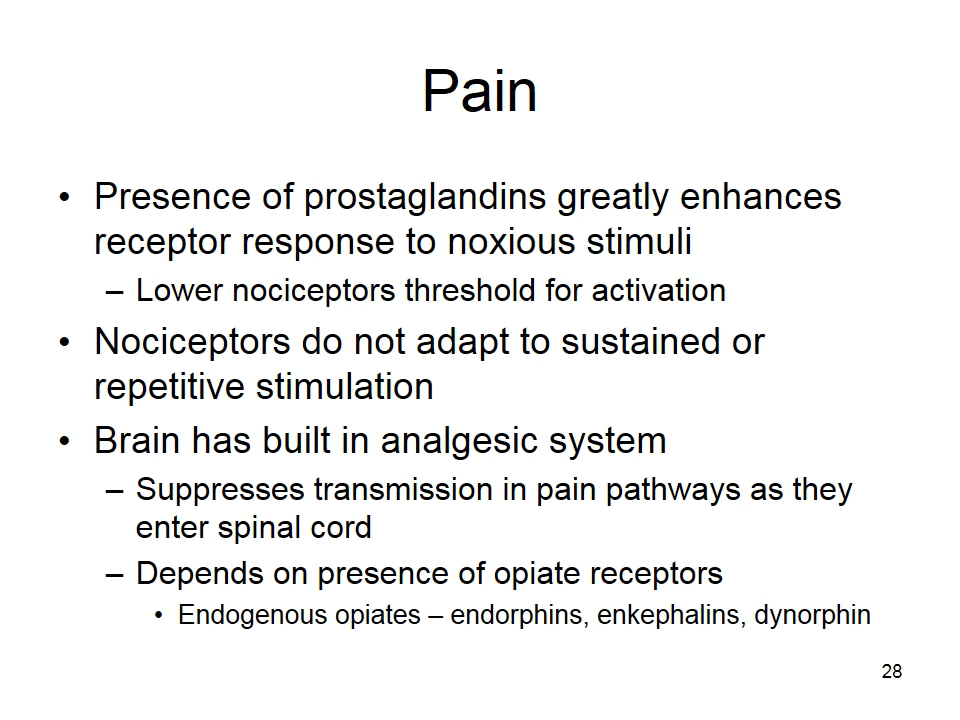 Pain
• Presence of prostaglandins greatly enhances
receptor response to noxious stimuli
– Lower nociceptors threshold for activation
• Nociceptors do not adapt to sustained or
repetitive stimulation
• Brain has built in analgesic system
– Suppresses transmission in pain pathways as they
enter spinal cord
– Depends on presence of opiate receptors
• Endogenous opiates – endorphins, enkephalins, dynorphin
28